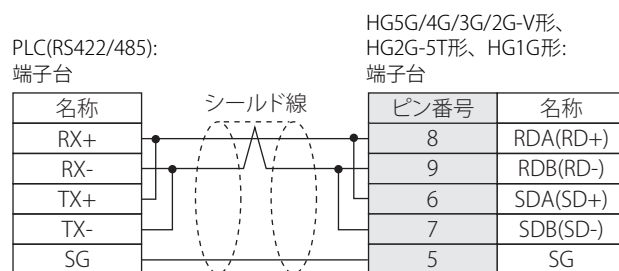 HG5G/4G/3G/2G-V形、
PLC(RS422/485):
HG2G-5T形、HG1G形:
端子台
端子台
名称
シールド線
ピン番号 名称
RX+ 8 RDA(RD+)
RX- 9 RDB(RD-)
TX+ 6 SDA(SD+)
TX- 7 SDB(SD-)
SG 5 SG